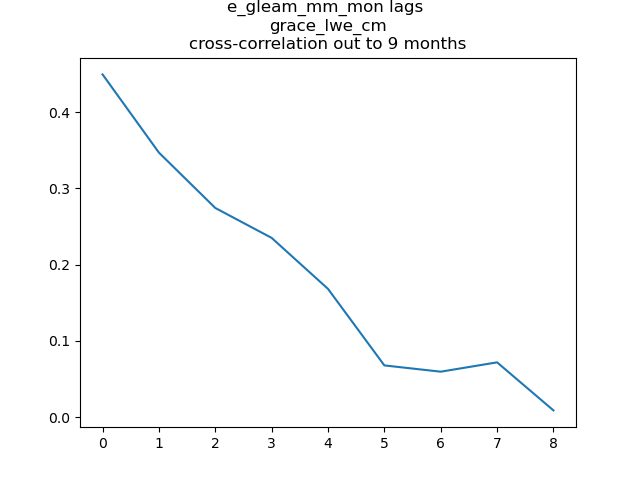 e_gleam_mm_mon lags
grace_lwe_cm
cross-correlation out to 9 months
0.4
0.3
0.2
0.1
0.0
0 1 2 3 4 5 6 7 8